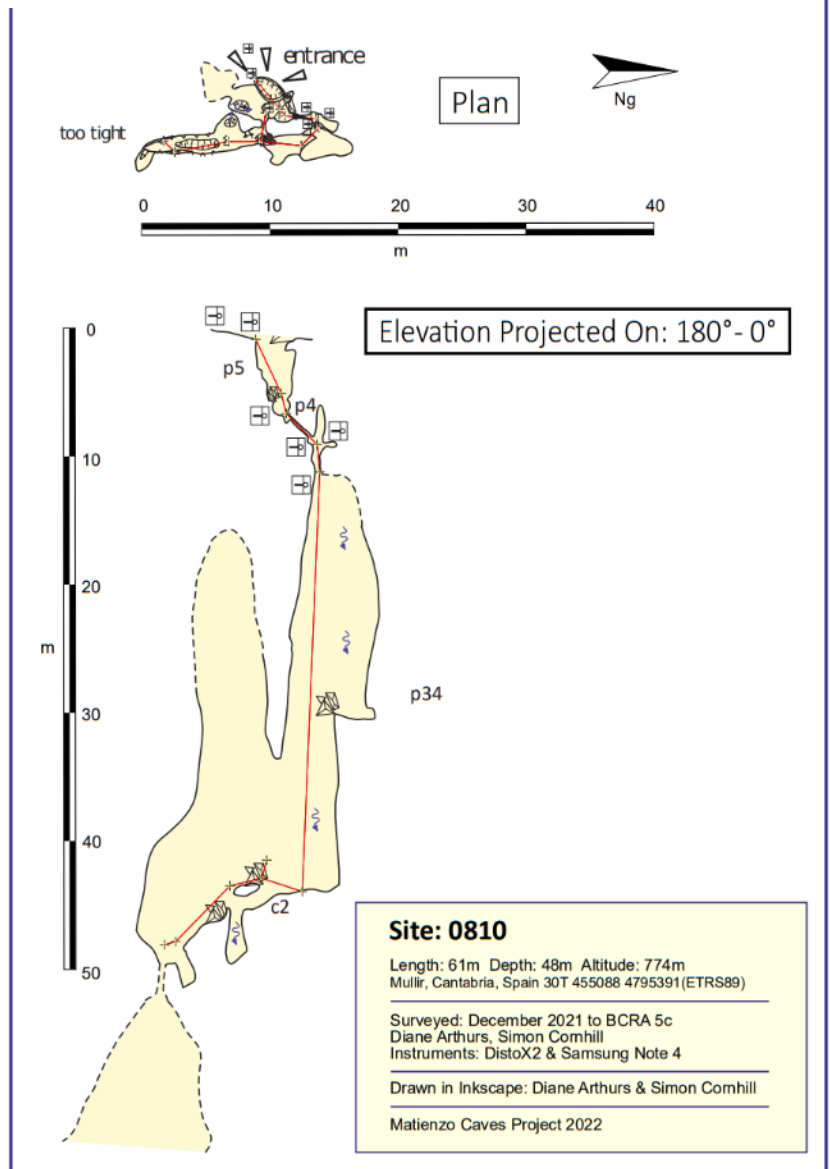 entrance
Plan
Ng
too tight
0 10 20 30 40
m
Elevation Projected On: 180°- 0°
0
p5
p4
10
20
m
p34
30
40
c2
50
Site: 0810
Length: 61m Depth: 48m Altitude: 774m
Mullir, Cantabria, Spain 30T 455088 4795391(ETRS89)
Surveyed: December 2021 to BCRA 5c
Diane Arthurs, Simon Cornhill
Instruments: DistoX2 & Samsung Note 4
Drawn in Inkscape: Diane Arthurs & Simon Cornhill
Matienzo Caves Project 2022